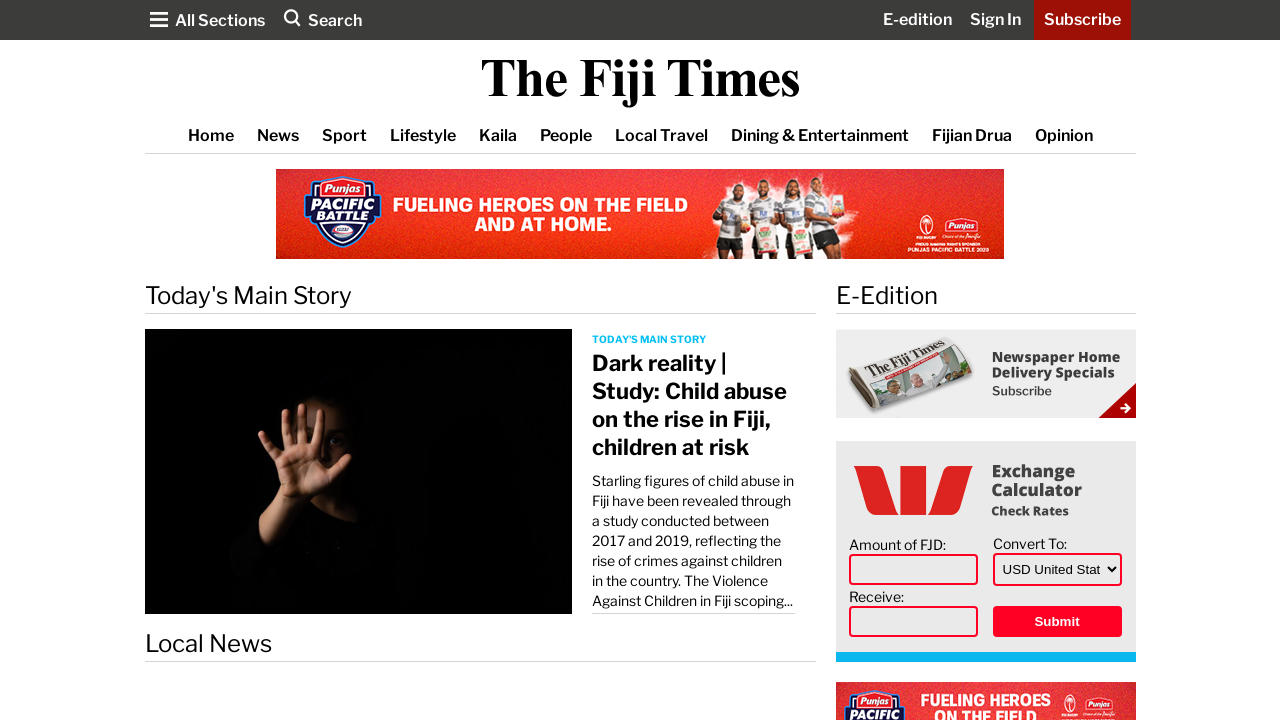 All Sections
Search
E-edition
Sign In
Subscribe
The Fiji Times
Home
News
Sport
Lifestyle
Kaila
People
Local Travel
Dining & Entertainment
Fijian Drua
Opinion
Punjas
PACIFIC
BATTLE
FUELING HEROES ON THE FIELD
AND AT HOME.
FIJI RUGBY
Punjas
Today's Main Story
TODAY'S MAIN STORY
Dark reality |
Study: Child abuse
on the rise in Fiji,
children at risk
Starling figures of child abuse in
Fiji have been revealed through
a study conducted between
2017 and 2019, reflecting the
rise of crimes against children
in the country. The Violence
Against Children in Fiji scoping...
Local News
E-Edition
The Fiji Times
Newspaper Home
Delivery Specials
Subscribe
Exchange
Calculator
Check Rates
Amount of FJD:
Convert To:
USD United Stat
Receive:
Submit
Punjas
PACIFIC
FUELING HEROES
ON THE FIELD
Punjas